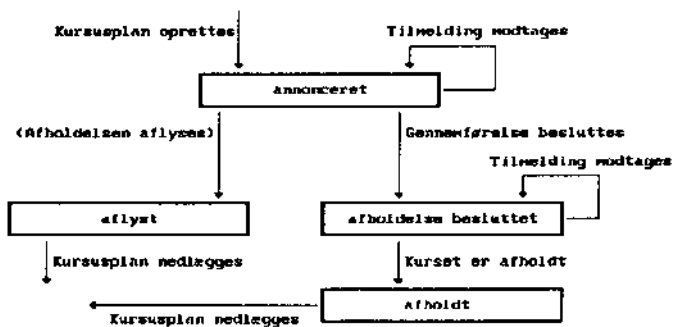 Kursusplan oprettes
Tilmelding modtages
annonceret
(Afholdelsen aflyses)
Gennemførelse besluttes
Tilmelding modtages
aflyst
afholdelse besluttet
Kursusplan nedlægges
Kurset er afholdt
afholdt
Kursusplan nedlægges